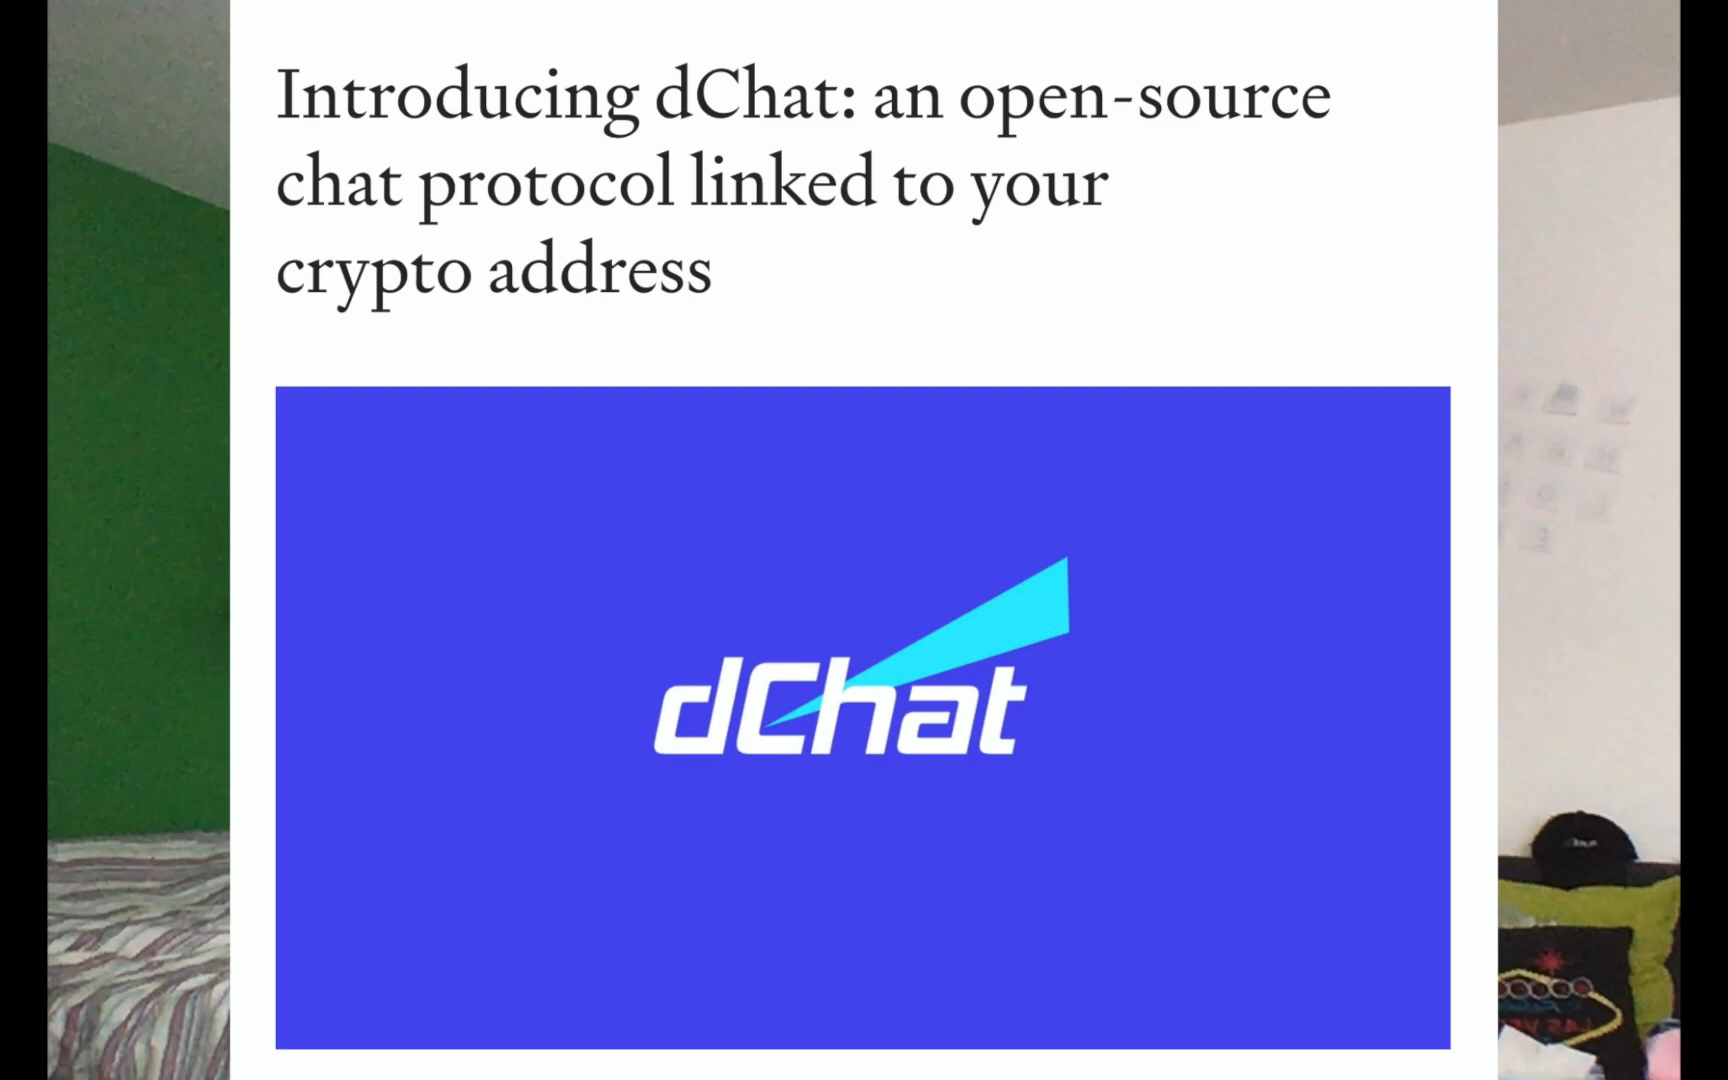 Introducing dChat: an open-source
chat protocol linked to your
crypto address
dChat